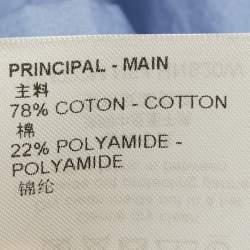 PRINCIPAL - MAIN
主料
78% COTON - COTTON
棉
22% POLYAMIDE -
POLYAMIDE
锦纶